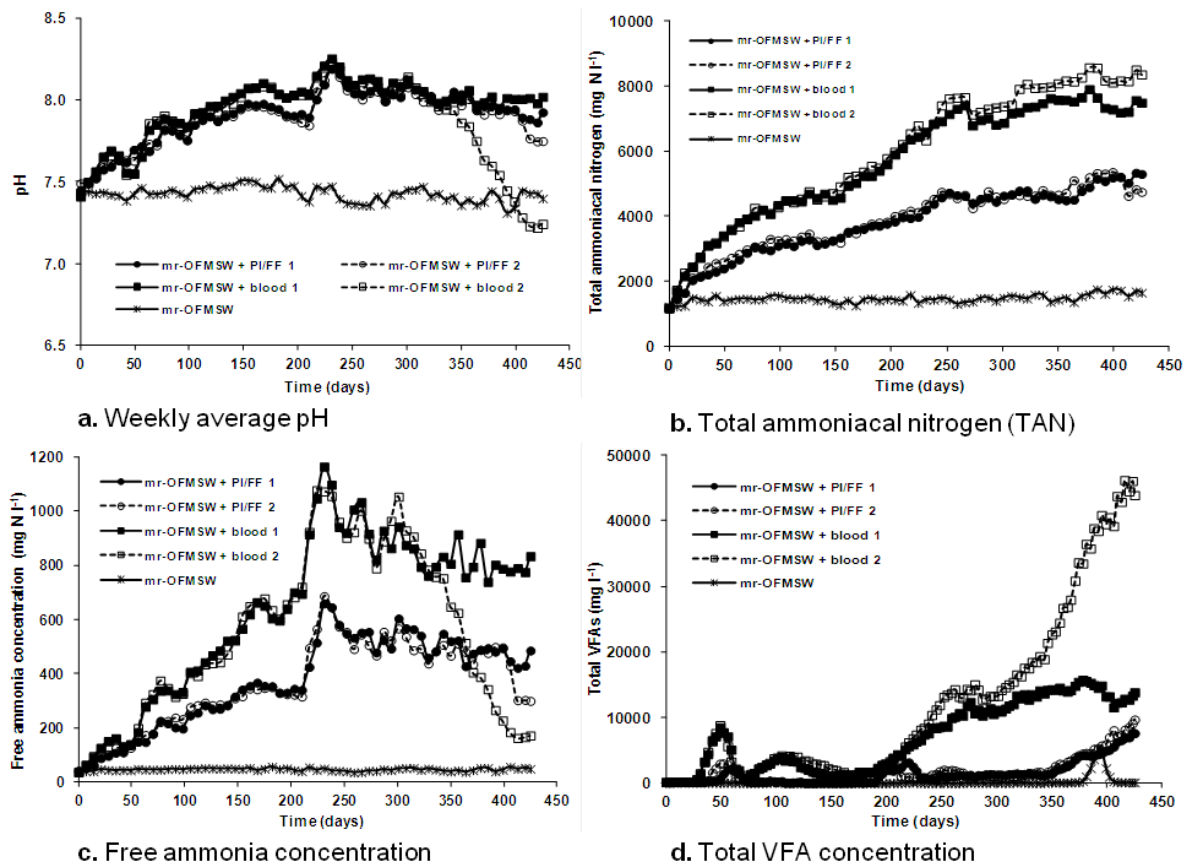 8.5
8.0
7.5
7.0
6.5
pH
mr-OFMSW + PI/FF 1
mr-OFMSW + PI/FF 2
mr-OFMSW + blood 1
mr-OFMSW + blood 2
mr-OFMSW
0 50 100 150 200 250 300 350 400 450
Time (days)
a. Weekly average pH
10000
8000
6000
4000
2000
0
Total ammoniacal nitrogen (mg N l-1)
mr-OFMSW + PI/FF 1
mr-OFMSW + PI/FF 2
mr-OFMSW + blood 1
mr-OFMSW + blood 2
mr-OFMSW
0 50 100 150 200 250 300 350 400 450
Time (days)
b. Total ammoniacal nitrogen (TAN)
1200
1000
800
600
400
200
0
Free ammonia concentration (mg N l-1)
mr-OFMSW + PI/FF 1
mr-OFMSW + PI/FF 2
mr-OFMSW + blood 1
mr-OFMSW + blood 2
mr-OFMSW
0 50 100 150 200 250 300 350 400 450
Time (days)
c. Free ammonia concentration
50000
40000
30000
20000
10000
0
Total VFAs (mg l-1)
mr-OFMSW + PI/FF 1
mr-OFMSW + PI/FF 2
mr-OFMSW + blood 1
mr-OFMSW + blood 2
mr-OFMSW
0 50 100 150 200 250 300 350 400 450
Time (days)
d. Total VFA concentration